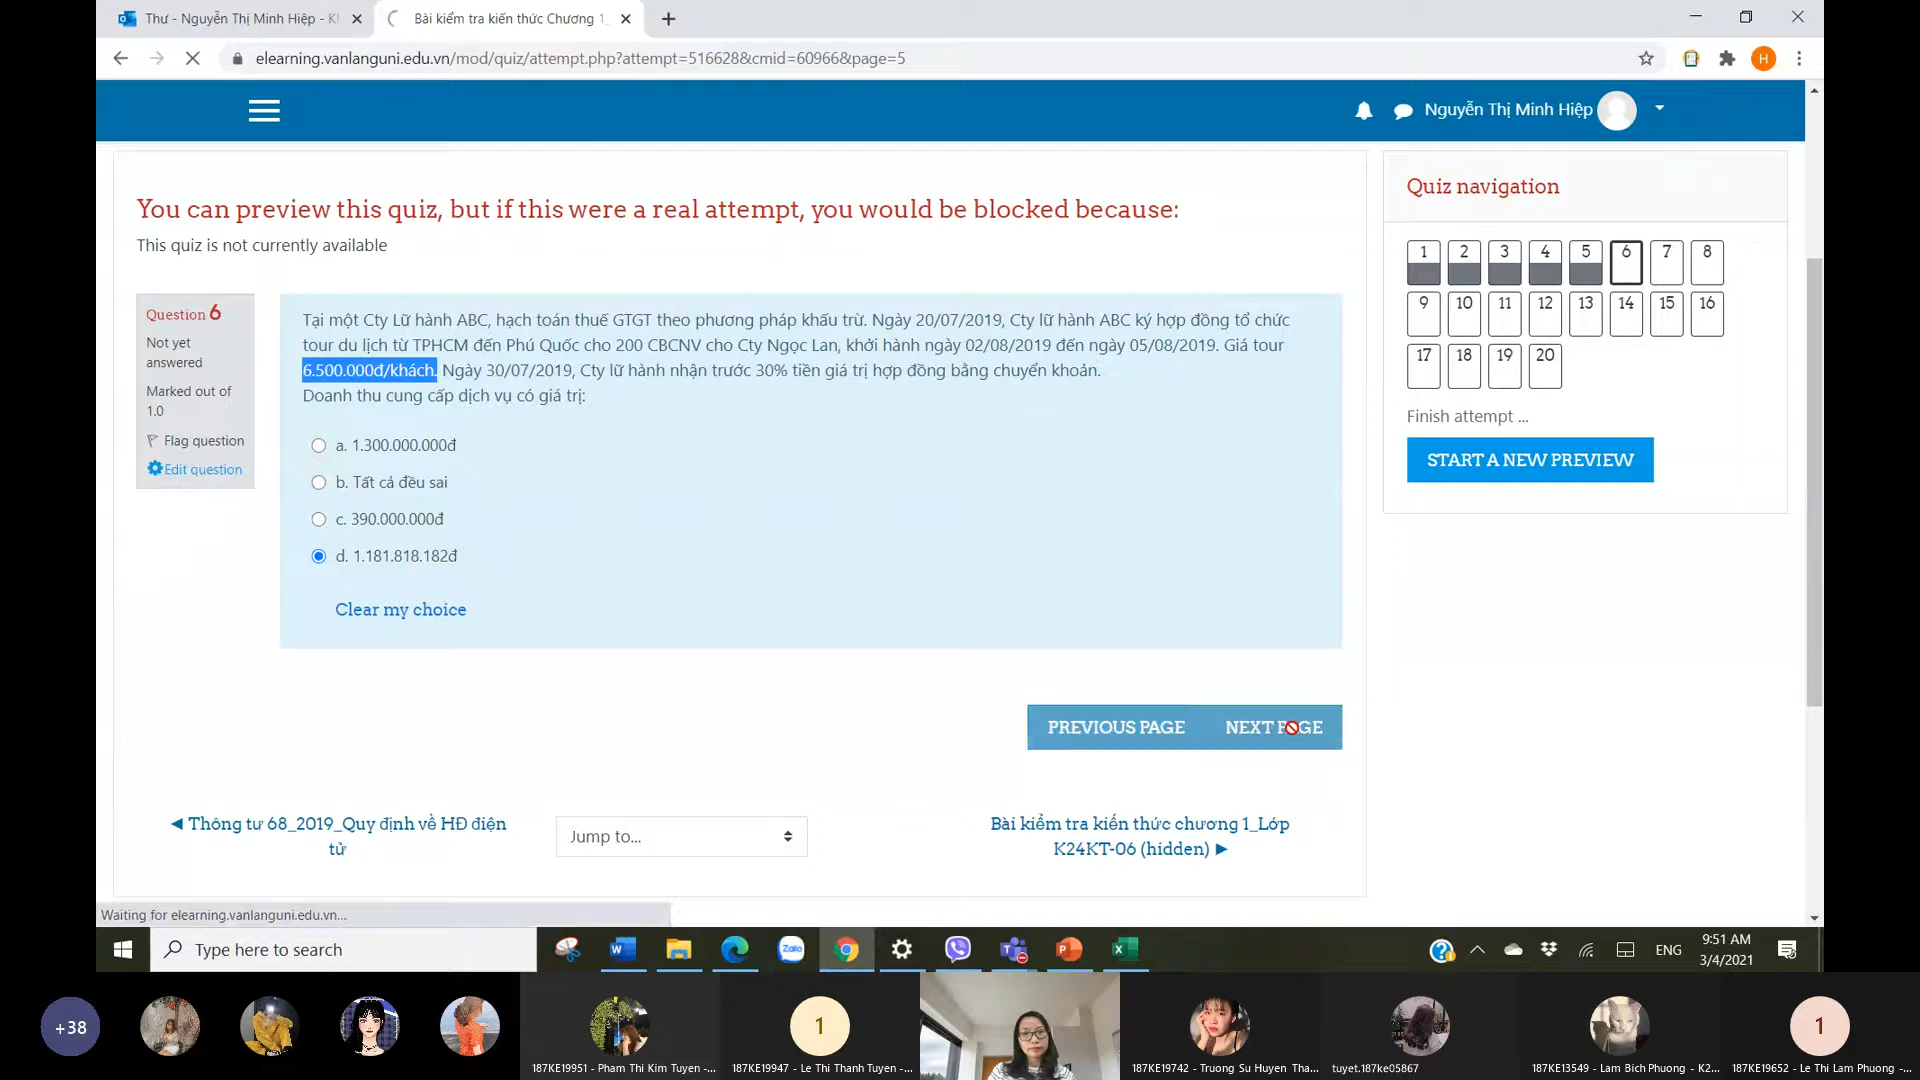 Thư - Nguyễn Thị Minh Hiệp - K
Bài kiểm tra kiến thức Chương 1_
elearning.vanlanguni.edu.vn/mod/quiz/attempt.php?attempt=516628&cmid=60966&page=5
H
Nguyễn Thị Minh Hiệp
You can preview this quiz, but if this were a real attempt, you would be blocked because:
This quiz is not currently available
Question 6
Not yet
answered
Marked out of
1.0
Flag question
Edit question
Tại một Cty Lữ hành ABC, hạch toán thuế GTGT theo phương pháp khấu trừ. Ngày 20/07/2019, Cty lữ hành ABC ký hợp đồng tổ chức
tour du lịch từ TPHCM đến Phú Quốc cho 200 CBCNV cho Cty Ngọc Lan, khởi hành ngày 02/08/2019 đến ngày 05/08/2019. Giá tour
6.500.000đ/khách. Ngày 30/07/2019, Cty lữ hành nhận trước 30% tiền giá trị hợp đồng bằng chuyển khoản.
Doanh thu cung cấp dịch vụ có giá trị:
a. 1.300.000.000đ
b. Tất cả đều sai
c. 390.000.000đ
d. 1.181.818.182đ
Clear my choice
PREVIOUS PAGE
NEXT PAGE
◄ Thông tư 68_2019_Quy định về HĐ điện
tử
Jump to...
Bài kiểm tra kiến thức chương 1_Lớp
K24KT-06 (hidden) ►
Quiz navigation
1 2 3 4 5 6 7 8
9 10 11 12 13 14 15 16
17 18 19 20
Finish attempt ...
START A NEW PREVIEW
Waiting for elearning.vanlanguni.edu.vn...
Type here to search
Zalo
ENG
9:51 AM
3/4/2021
+38
1
1
187KE19951 - Pham Thi Kim Tuyen -...
187KE19947 - Le Thi Thanh Tuyen -...
187KE19742 - Truong Su Huyen Tha...
tuyet.187ke05867
187KE13549 - Lam Bich Phuong - K2...
187KE19652 - Le Thi Lam Phuong -...